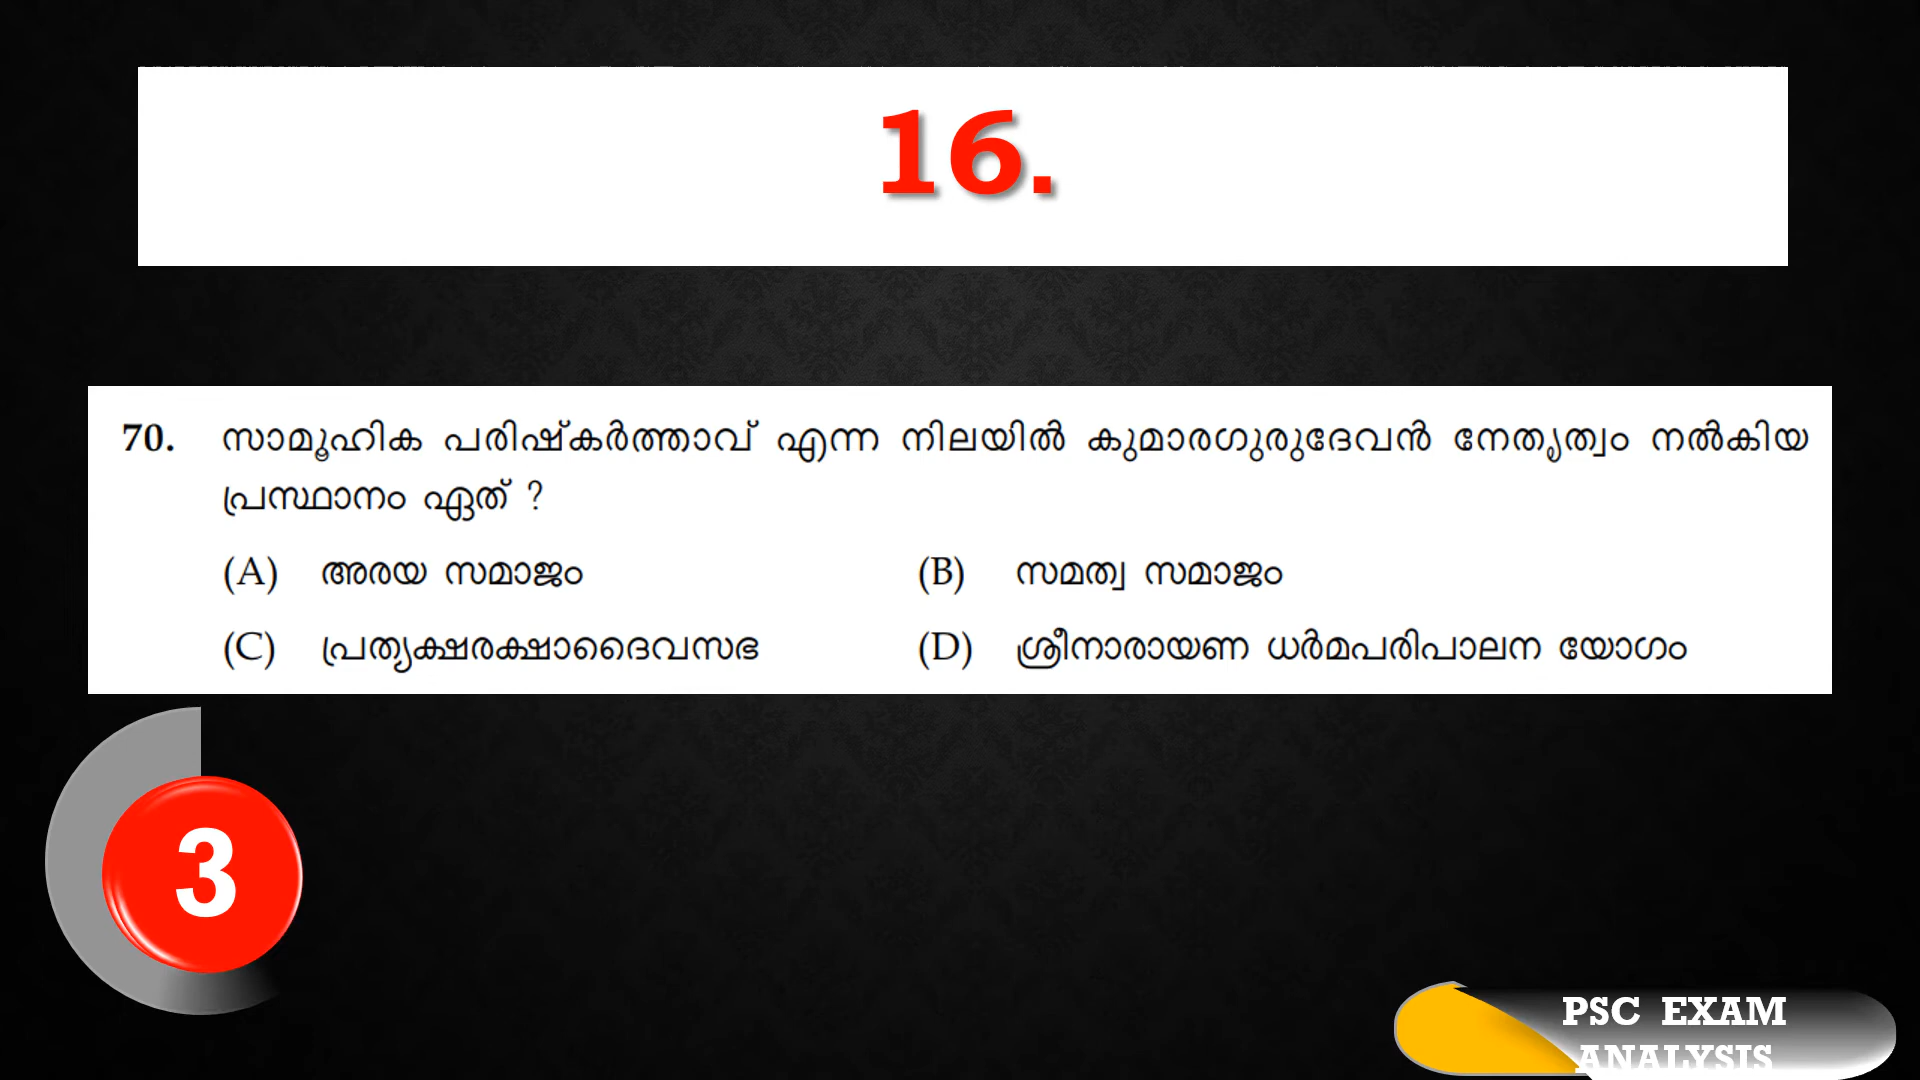 16.
70. സാമൂഹിക പരിഷ്കർത്താവ് എന്ന നിലയിൽ കുമാരഗുരുദേവൻ നേതൃത്വം നൽകിയ
പ്രസ്ഥാനം ഏത് ?
(A) അരയ സമാജം (B) സമത്വ സമാജം
(C) പ്രത്യക്ഷരക്ഷാദൈവസഭ (D) ശ്രീനാരായണ ധർമപരിപാലന യോഗം
3
PSC EXAM
ANALYSIS